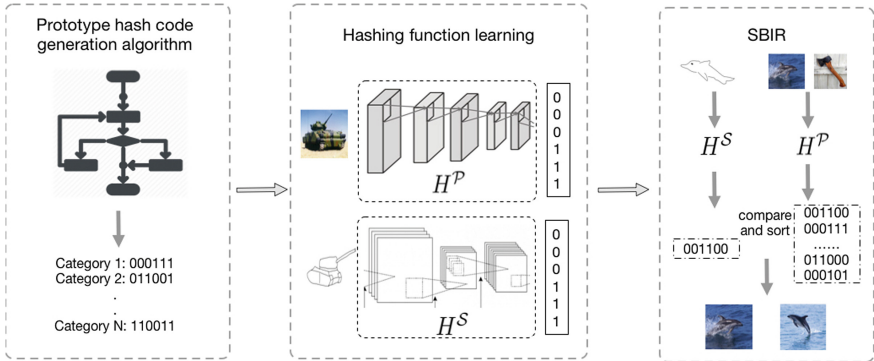 Prototype hash code
generation algorithm
Category 1: 000111
Category 2: 011001
.
.
Category N: 110011
Hashing function learning
H^P
0
0
0
1
1
1
H^S
0
0
0
1
1
1
SBIR
H^S
H^P
001100
compare
and sort
001100
000111
......
011000
000101